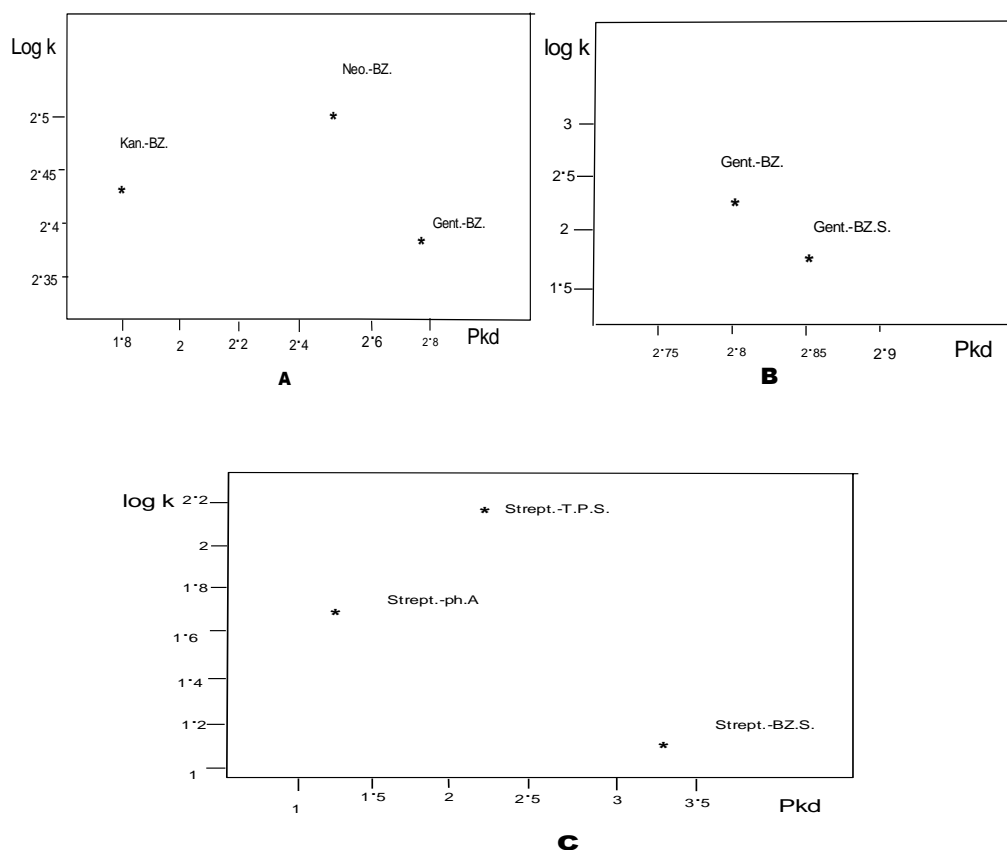 Log k
Neo.-BZ.
2•5
Kan.-BZ.
2•45
2•4
Gent.-BZ.
2•35
1•8 2 2•2 2•4 2•6 2•8 Pkd
A
log k
3
Gent.-BZ.
2•5
2
Gent.-BZ.S.
1•5
2•75 2•8 2•85 2•9 Pkd
B
log k 2•2
Strept.-T.P.S.
2
1•8
Strept.-ph.A
1•6
1•4
1•2
Strept.-BZ.S.
1
1 1•5 2 2•5 3 3•5 Pkd
C